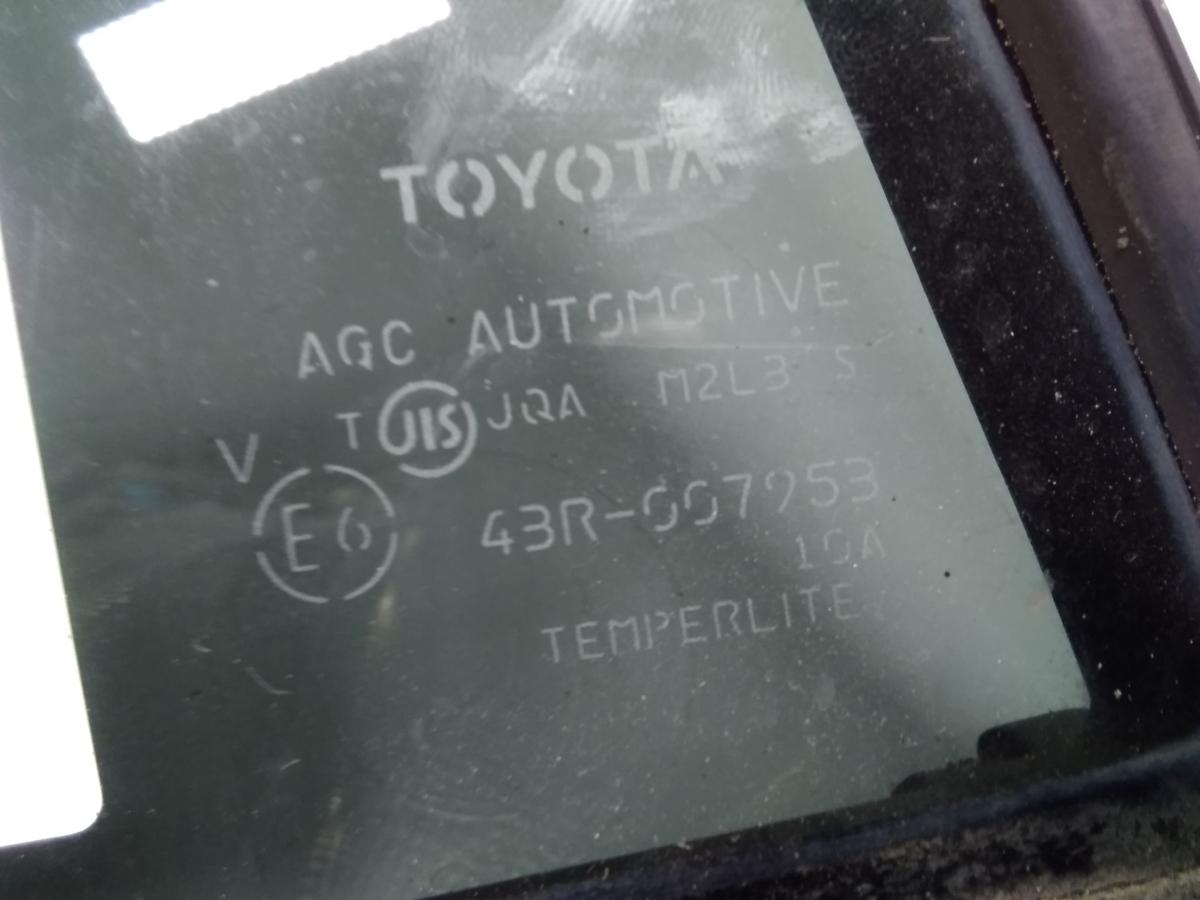 TOYOTA
AGC AUTOMOTIVE
T JIS JQA M2L3 S
V
E6 43R-007953
10A
TEMPERLITE